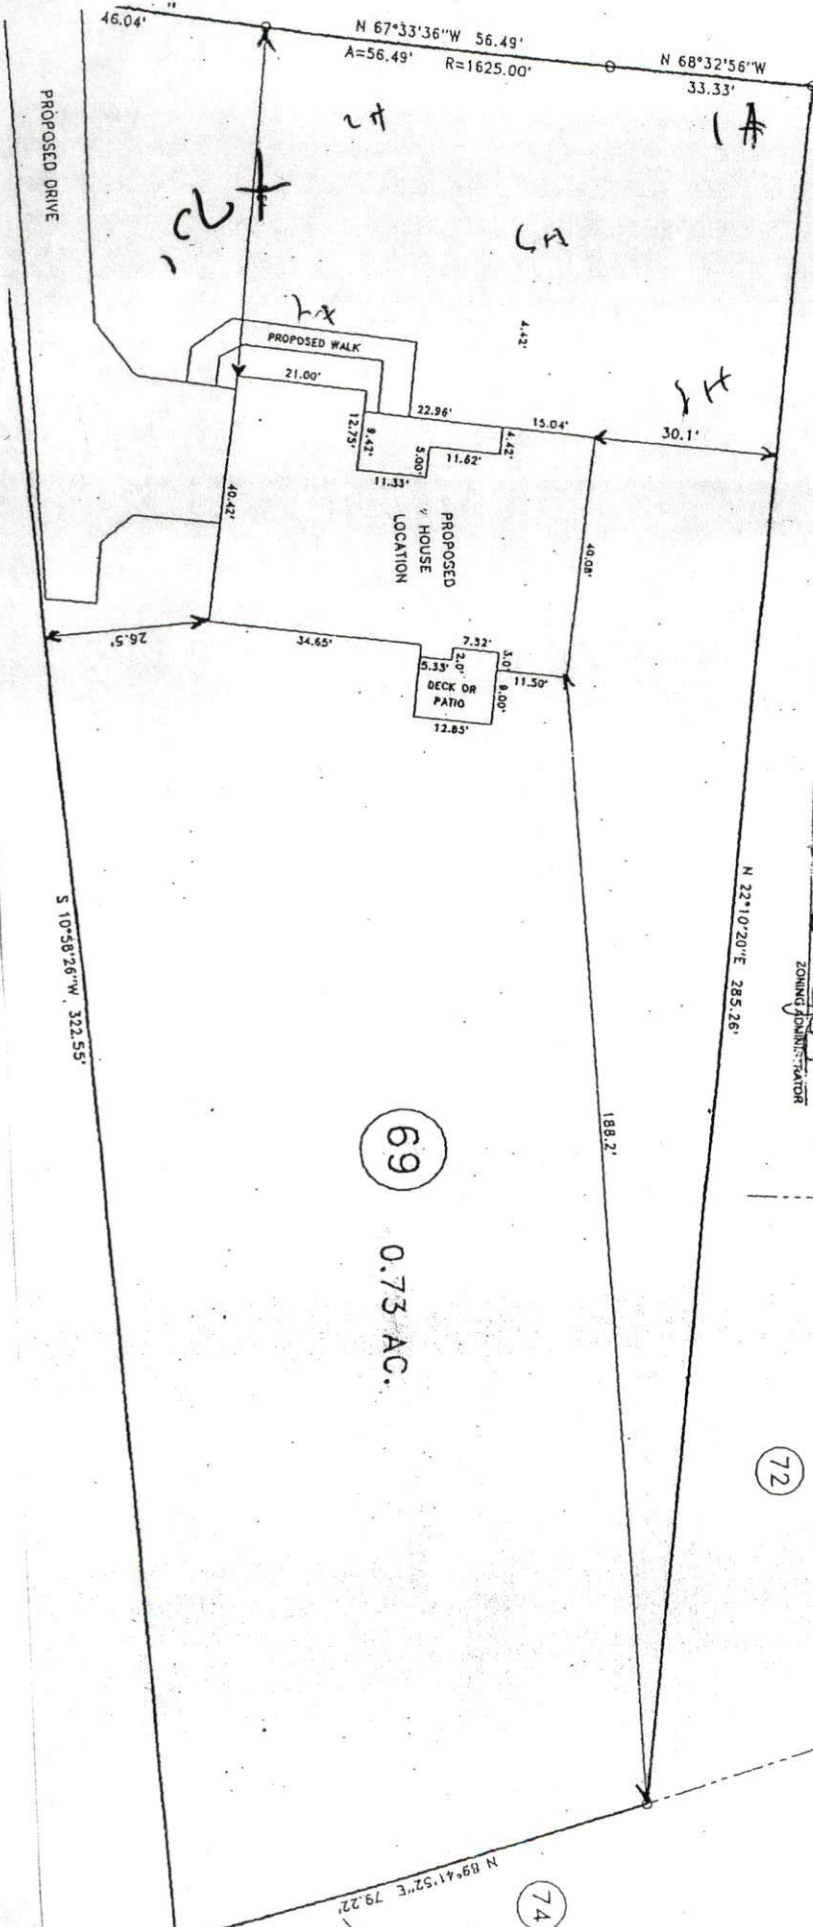 46.04'
N 67°33'36"W 56.49'
A=56.49' R=1625.00'
N 68°32'56"W
33.33'
PROPOSED DRIVE
1A
PROPOSED WALK
21.00'
4.42'
22.96'
15.04'
30.1'
12.75'
9.42'
5.00'
11.62'
4.42'
11.33'
40.42'
PROPOSED
HOUSE
LOCATION
40.08'
26.5'
34.65'
7.32'
5.33'
2.0'
3.0'
11.50'
DECK OR
PATIO
9.00'
12.85'
N 22°10'20"E 285.26'
ZONING ADMINISTRATOR
S 10°58'26"W 322.55'
188.2'
69
0.73 AC.
72
N 89°41'52"E 79.22'
74